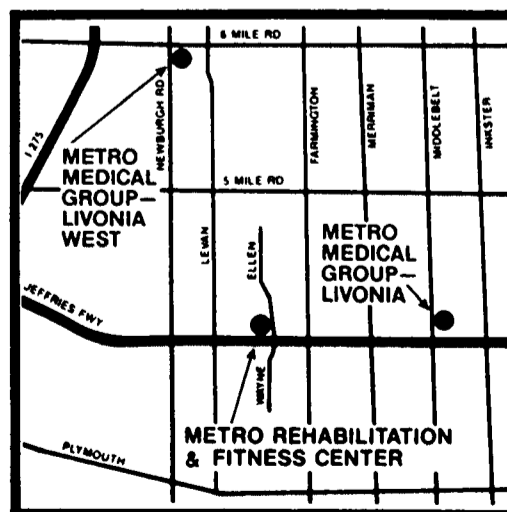 6 MILE RD
I 275
NEWBURGH RD
FARMINGTON
MERRIMAN
MIDDLEBELT
INKSTER
METRO
MEDICAL
GROUP—
LIVONIA
WEST
5 MILE RD
LEVAN
ELLEN
METRO
MEDICAL
GROUP—
LIVONIA
JEFFRIES FWY
WAYNE
METRO REHABILITATION
& FITNESS CENTER
PLYMOUTH